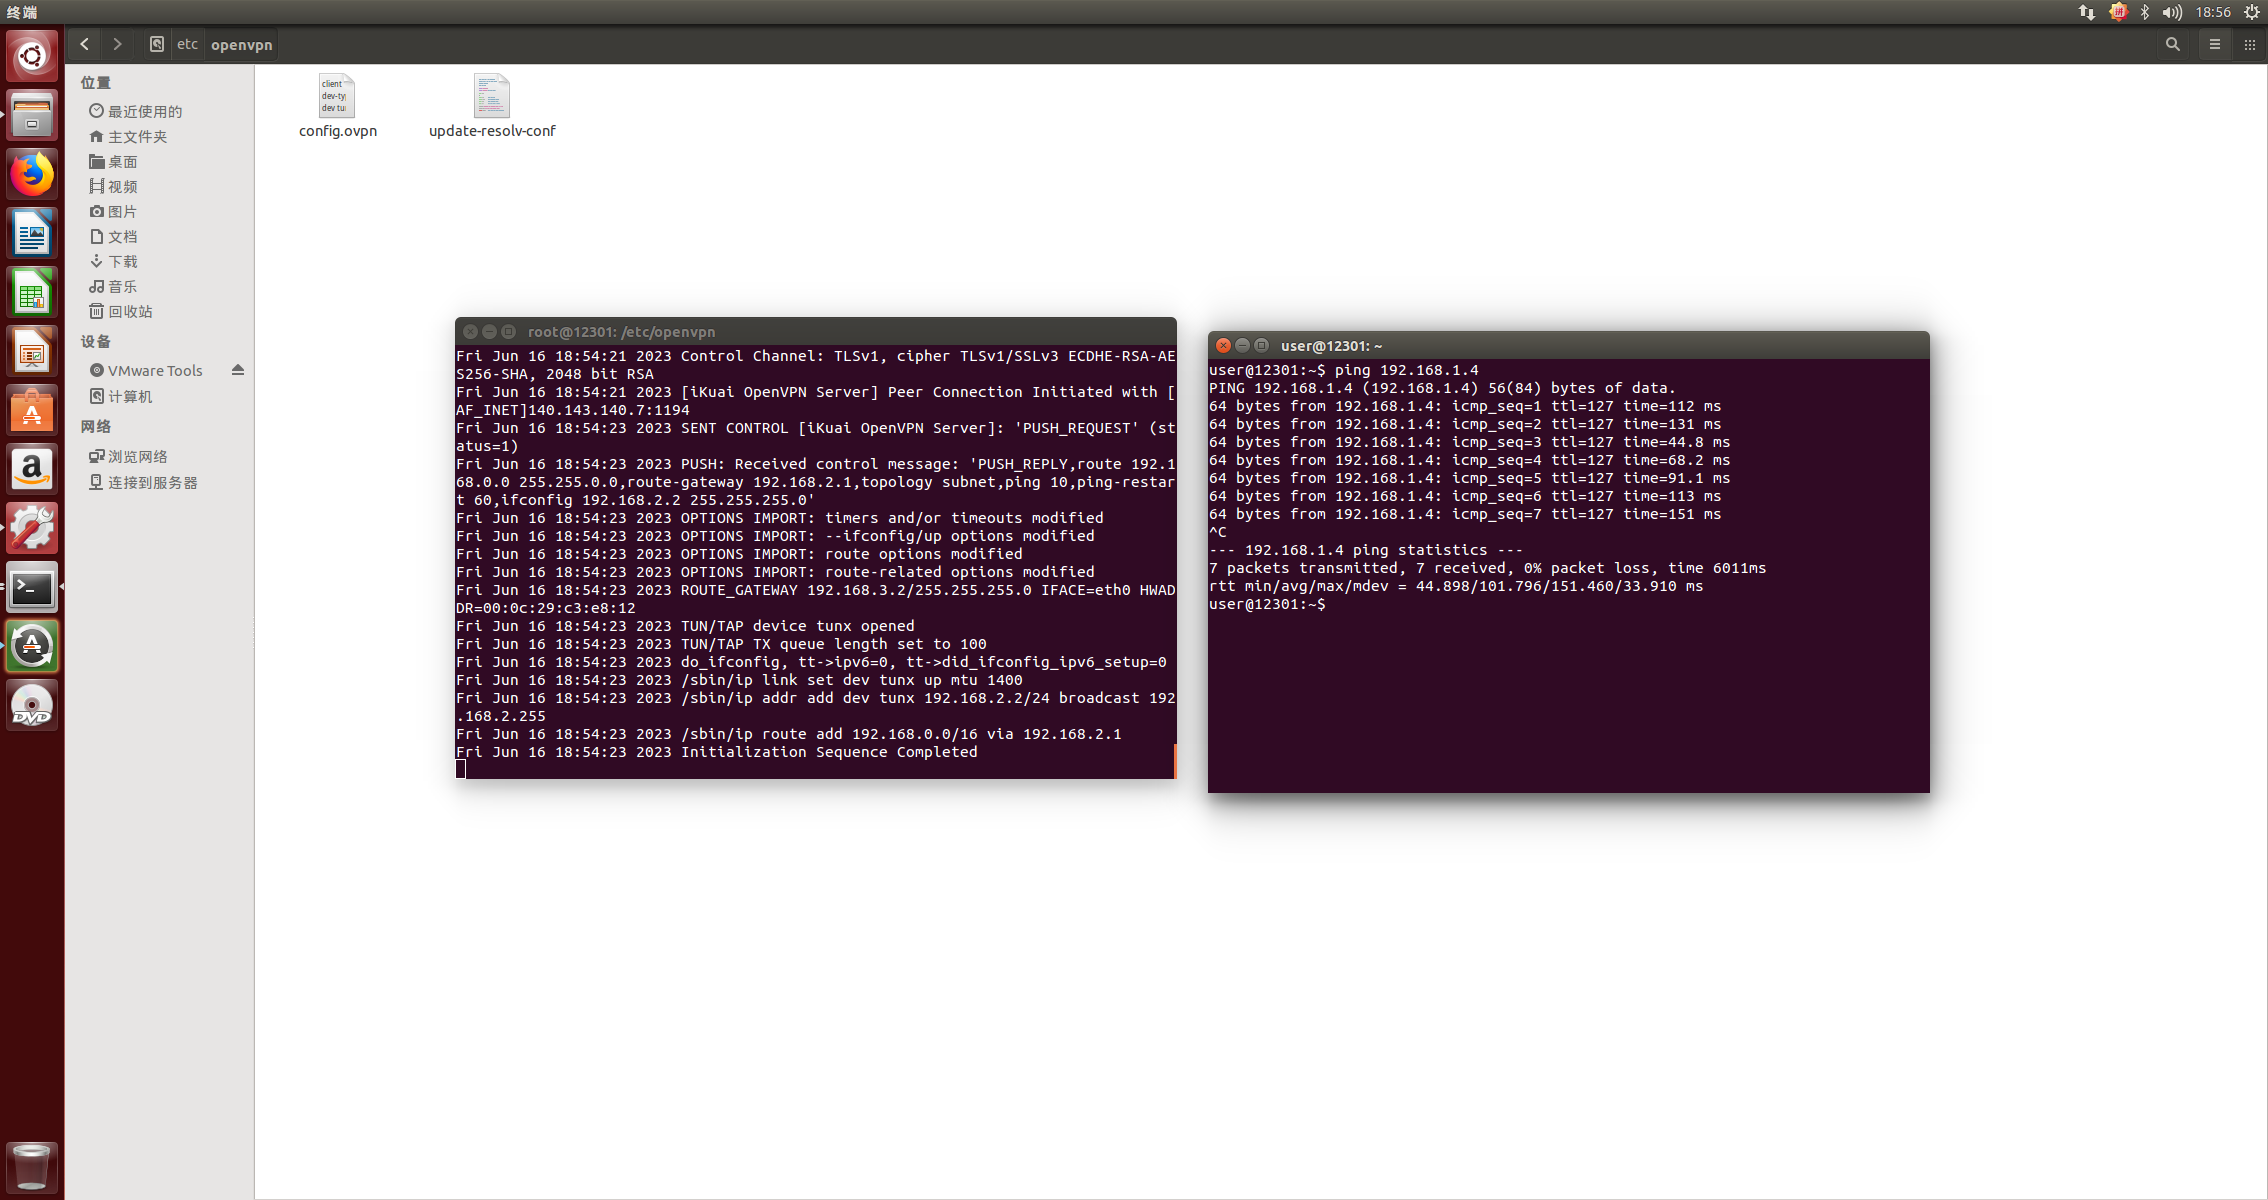 终端
18:56
etc
openvpn
位置
最近使用的
主文件夹
桌面
视频
图片
文档
下载
音乐
回收站
设备
VMware Tools
计算机
网络
浏览网络
连接到服务器
client
dev-ty
dev tu
config.ovpn
update-resolv-conf
root@12301: /etc/openvpn
Fri Jun 16 18:54:21 2023 Control Channel: TLSv1, cipher TLSv1/SSLv3 ECDHE-RSA-AE
S256-SHA, 2048 bit RSA
Fri Jun 16 18:54:21 2023 [iKuai OpenVPN Server] Peer Connection Initiated with [
AF_INET]140.143.140.7:1194
Fri Jun 16 18:54:23 2023 SENT CONTROL [iKuai OpenVPN Server]: 'PUSH_REQUEST' (st
atus=1)
Fri Jun 16 18:54:23 2023 PUSH: Received control message: 'PUSH_REPLY,route 192.1
68.0.0 255.255.0.0,route-gateway 192.168.2.1,topology subnet,ping 10,ping-restar
t 60,ifconfig 192.168.2.2 255.255.255.0'
Fri Jun 16 18:54:23 2023 OPTIONS IMPORT: timers and/or timeouts modified
Fri Jun 16 18:54:23 2023 OPTIONS IMPORT: --ifconfig/up options modified
Fri Jun 16 18:54:23 2023 OPTIONS IMPORT: route options modified
Fri Jun 16 18:54:23 2023 OPTIONS IMPORT: route-related options modified
Fri Jun 16 18:54:23 2023 ROUTE_GATEWAY 192.168.3.2/255.255.255.0 IFACE=eth0 HWAD
DR=00:0c:29:c3:e8:12
Fri Jun 16 18:54:23 2023 TUN/TAP device tunx opened
Fri Jun 16 18:54:23 2023 TUN/TAP TX queue length set to 100
Fri Jun 16 18:54:23 2023 do_ifconfig, tt->ipv6=0, tt->did_ifconfig_ipv6_setup=0
Fri Jun 16 18:54:23 2023 /sbin/ip link set dev tunx up mtu 1400
Fri Jun 16 18:54:23 2023 /sbin/ip addr add dev tunx 192.168.2.2/24 broadcast 192
.168.2.255
Fri Jun 16 18:54:23 2023 /sbin/ip route add 192.168.0.0/16 via 192.168.2.1
Fri Jun 16 18:54:23 2023 Initialization Sequence Completed
user@12301: ~
user@12301:~$ ping 192.168.1.4
PING 192.168.1.4 (192.168.1.4) 56(84) bytes of data.
64 bytes from 192.168.1.4: icmp_seq=1 ttl=127 time=112 ms
64 bytes from 192.168.1.4: icmp_seq=2 ttl=127 time=131 ms
64 bytes from 192.168.1.4: icmp_seq=3 ttl=127 time=44.8 ms
64 bytes from 192.168.1.4: icmp_seq=4 ttl=127 time=68.2 ms
64 bytes from 192.168.1.4: icmp_seq=5 ttl=127 time=91.1 ms
64 bytes from 192.168.1.4: icmp_seq=6 ttl=127 time=113 ms
64 bytes from 192.168.1.4: icmp_seq=7 ttl=127 time=151 ms
^C
--- 192.168.1.4 ping statistics ---
7 packets transmitted, 7 received, 0% packet loss, time 6011ms
rtt min/avg/max/mdev = 44.898/101.796/151.460/33.910 ms
user@12301:~$